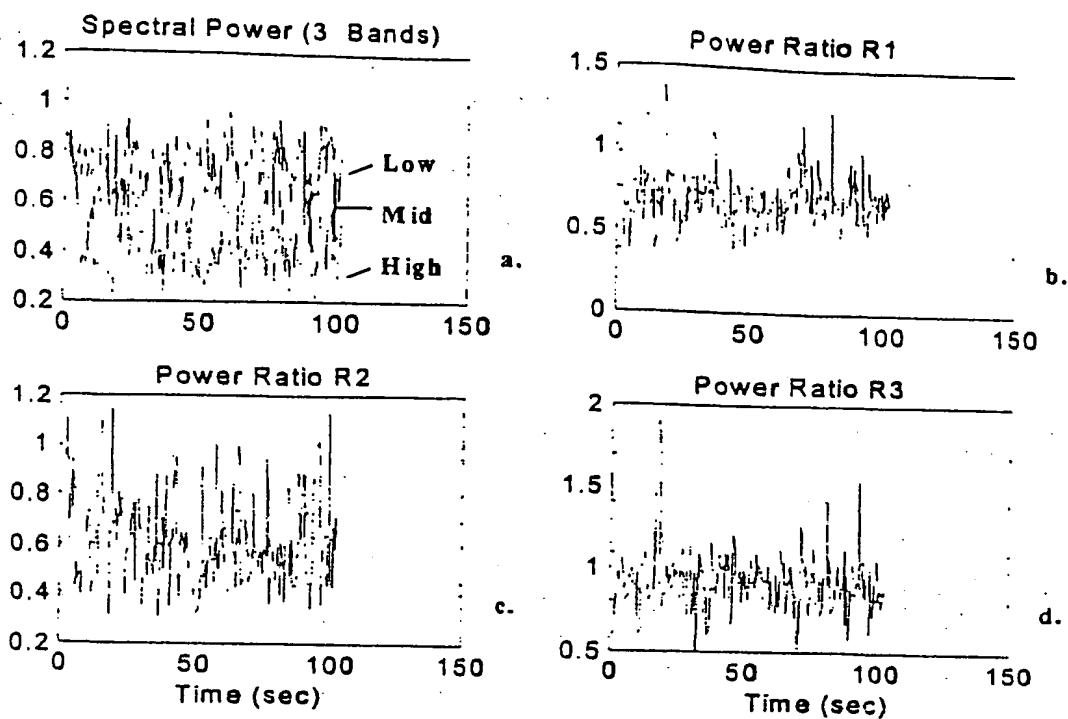 Spectral Power (3 Bands)
1.2
1
0.8
0.6
0.4
0.2
0
50
100
150
Low
Mid
High
a.
Power Ratio R1
1.5
1
0.5
0
0
50
100
150
b.
Power Ratio R2
1.2
1
0.8
0.6
0.4
0.2
0
50
100
150
Time (sec)
c.
Power Ratio R3
2
1.5
1
0.5
0
50
100
150
Time (sec)
d.